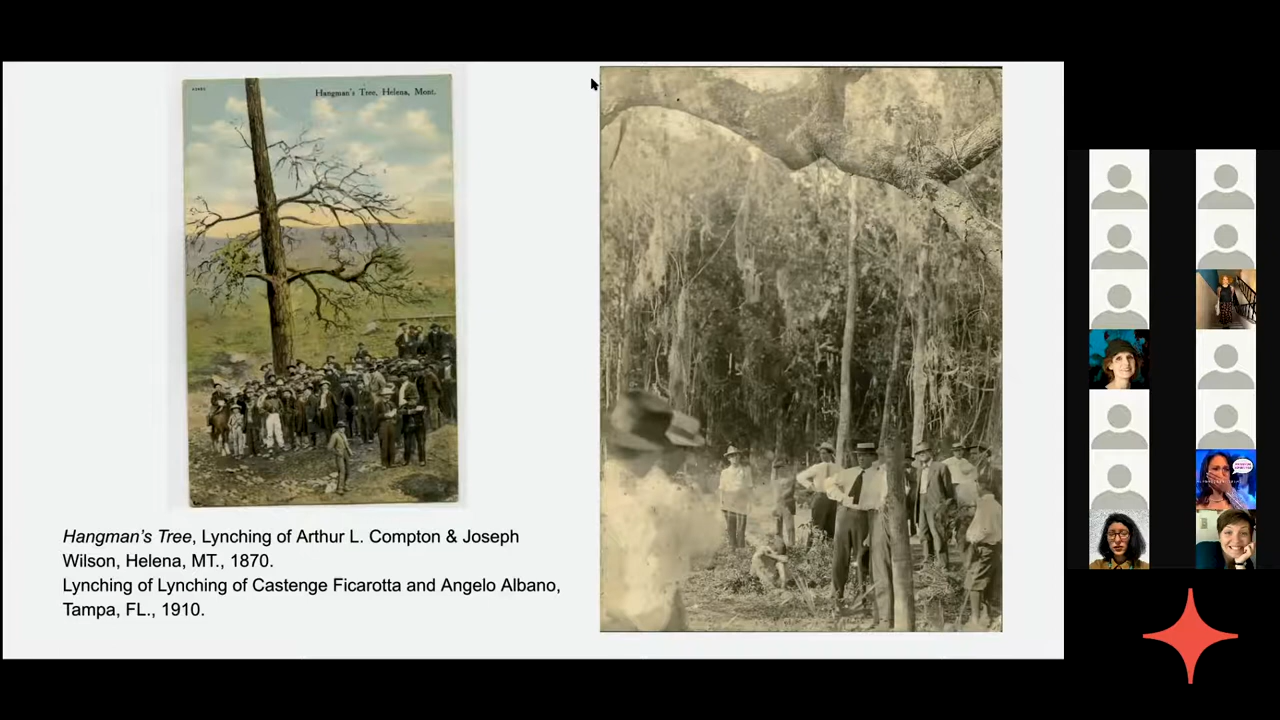 Hangman's Tree, Helena, Mont.
Hangman's Tree, Lynching of Arthur L. Compton & Joseph
Wilson, Helena, MT., 1870.
Lynching of Lynching of Castenge Ficarotta and Angelo Albano,
Tampa, FL., 1910.